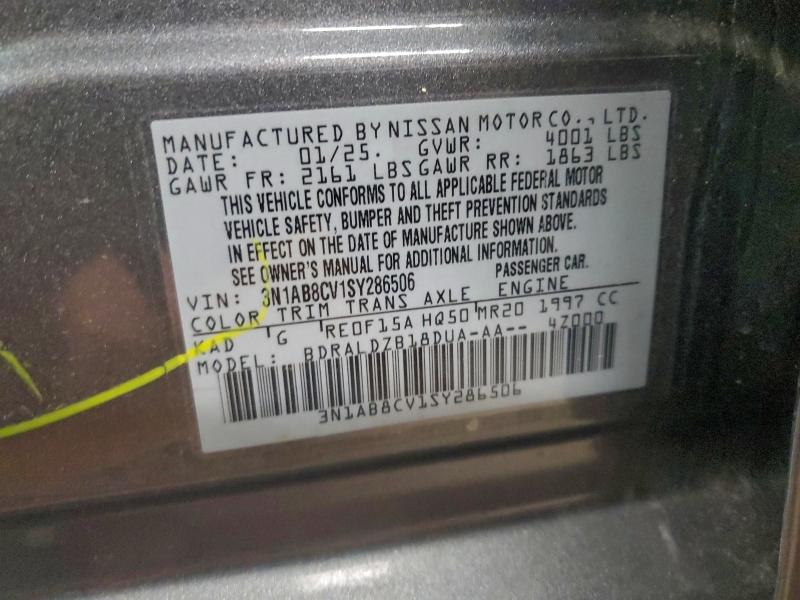 MANUFACTURED BY NISSAN MOTOR CO., LTD.
DATE: 01/25. GVWR: 4001 LBS
GAWR FR: 2161 LBS GAWR RR: 1863 LBS
THIS VEHICLE CONFORMS TO ALL APPLICABLE FEDERAL MOTOR
VEHICLE SAFETY, BUMPER AND THEFT PREVENTION STANDARDS
IN EFFECT ON THE DATE OF MANUFACTURE SHOWN ABOVE.
SEE OWNER'S MANUAL FOR ADDITIONAL INFORMATION.
VIN: 3N1AB8CV1SY286506 PASSENGER CAR.
COLOR TRIM TRANS AXLE ENGINE
KAD G RE0F15A HQ50 MR20 1997 CC
MODEL: BDRALDZB18DUA-AA-- 4Z000
3N1AB8CV1SY286506